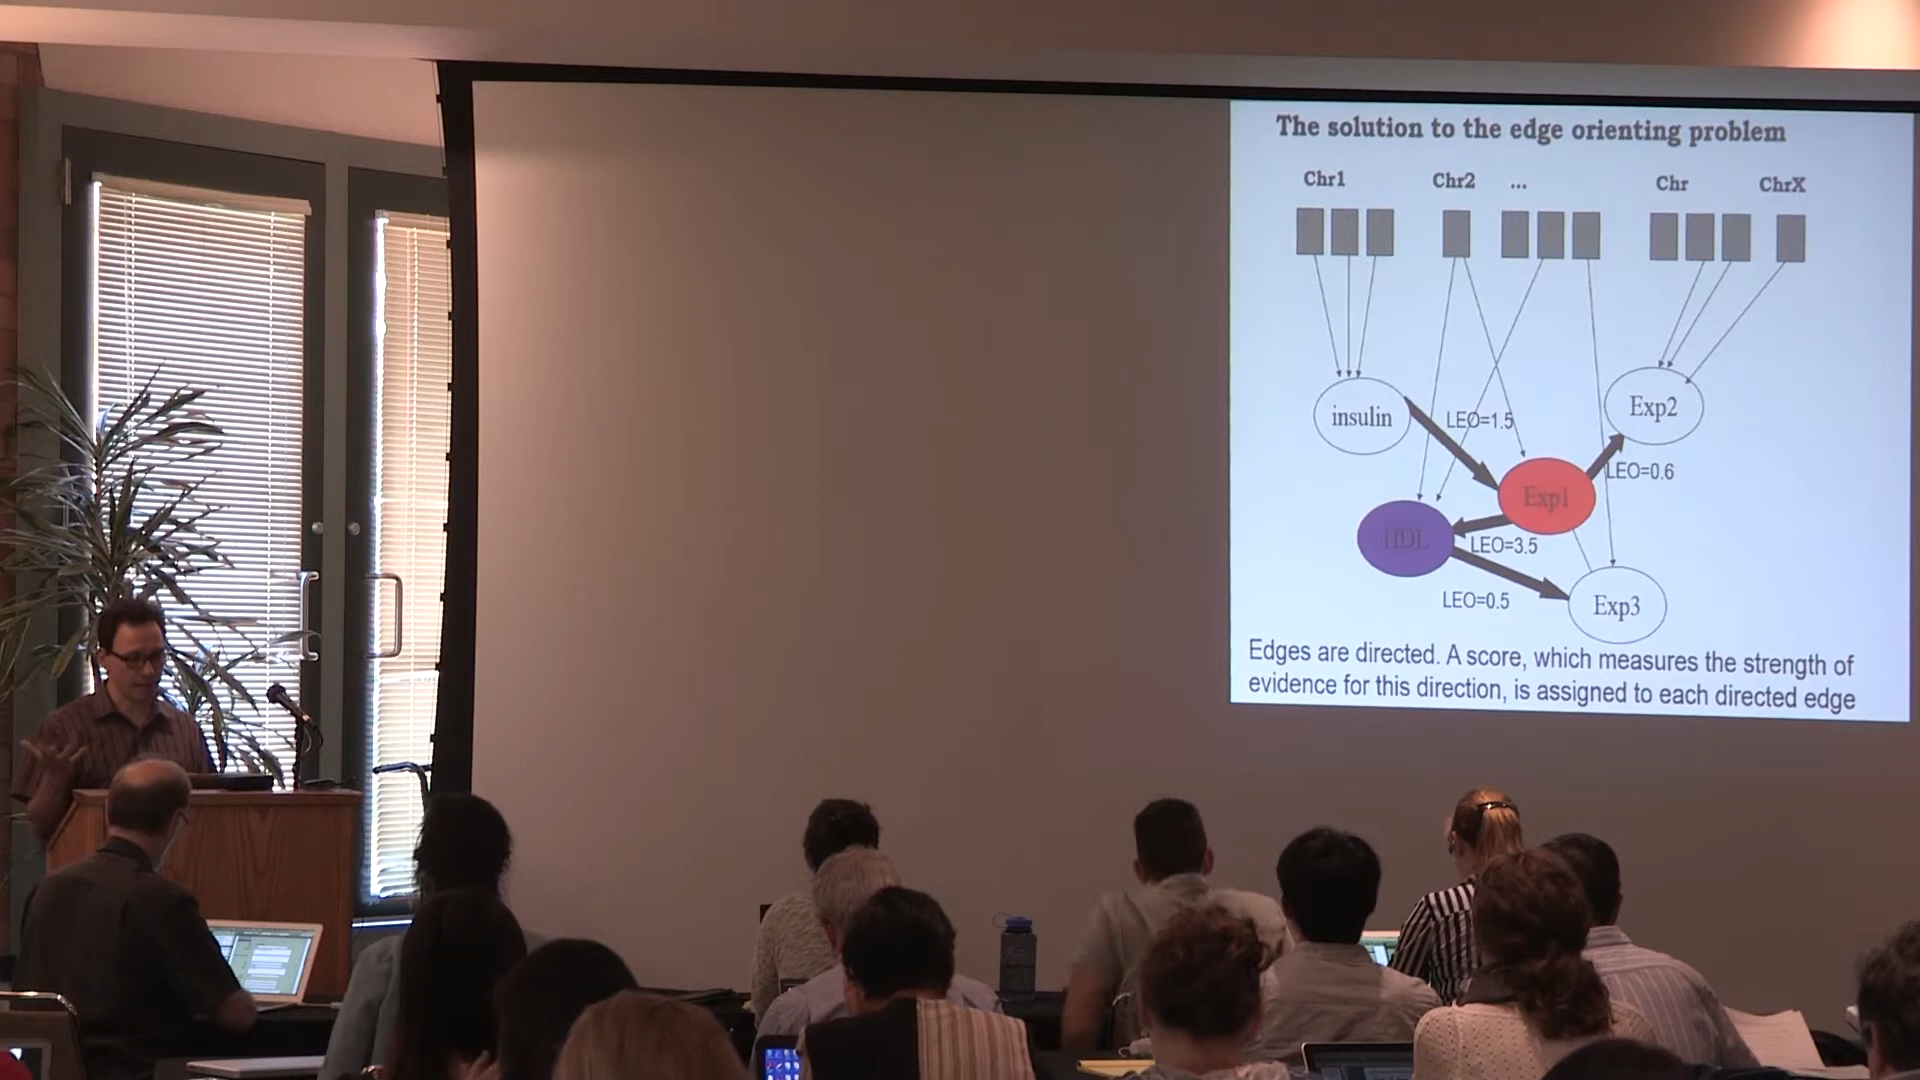 The solution to the edge orienting problem
Chr1 Chr2 ... Chr ChrX
insulin
LEO=1.5
Exp2
LEO=0.6
Exp1
HDL
LEO=3.5
LEO=0.5
Exp3
Edges are directed. A score, which measures the strength of
evidence for this direction, is assigned to each directed edge